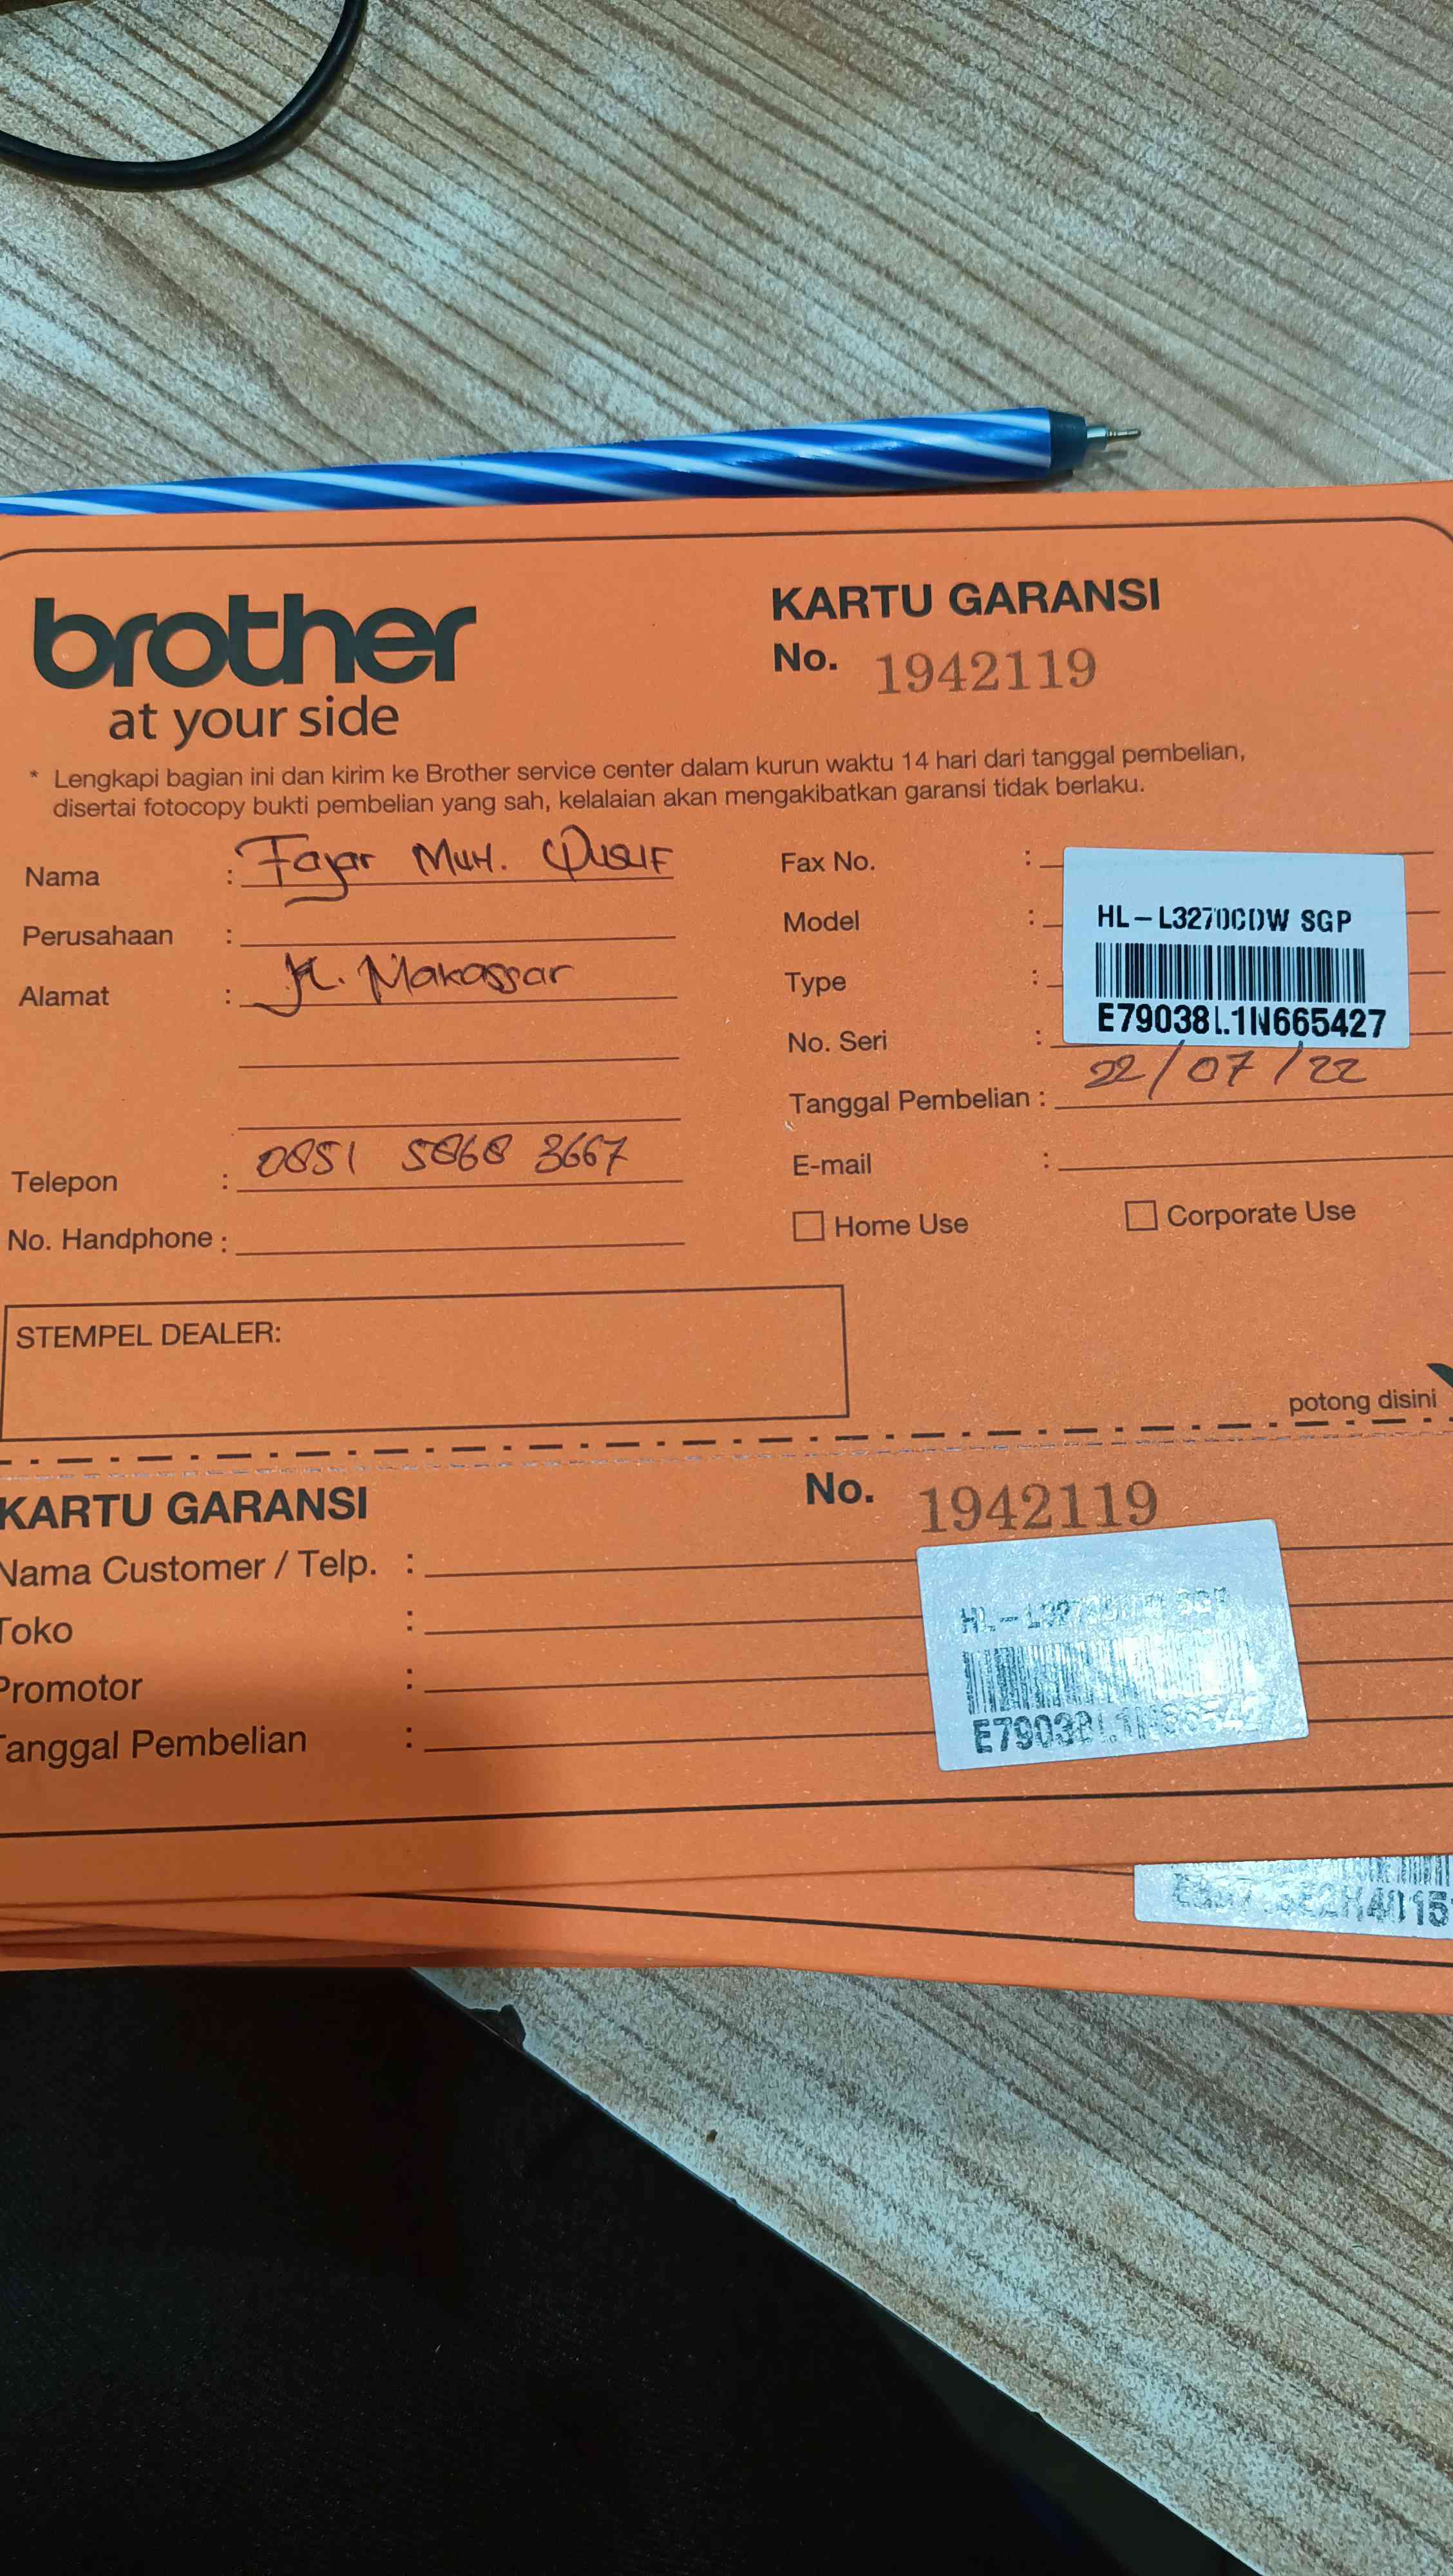 brother
at your side
KARTU GARANSI
No. 1942119
* Lengkapi bagian ini dan kirim ke Brother service center dalam kurun waktu 14 hari dari tanggal pembelian,
disertai fotocopy bukti pembelian yang sah, kelalaian akan mengakibatkan garansi tidak berlaku.
Nama : Fajar Muh.
Perusahaan :
Alamat : Jl. Makassar
Telepon : 0851 5868 3667
No. Handphone :
Fax No. :
Model : HL-L3270CDW SGP
Type :
No. Seri : E79038L1N665427
Tanggal Pembelian : 22/07/22
E-mail :
Home Use Corporate Use
STEMPEL DEALER:
potong disini
KARTU GARANSI No. 1942119
Nama Customer / Telp. :
Toko :
Promotor :
Tanggal Pembelian :